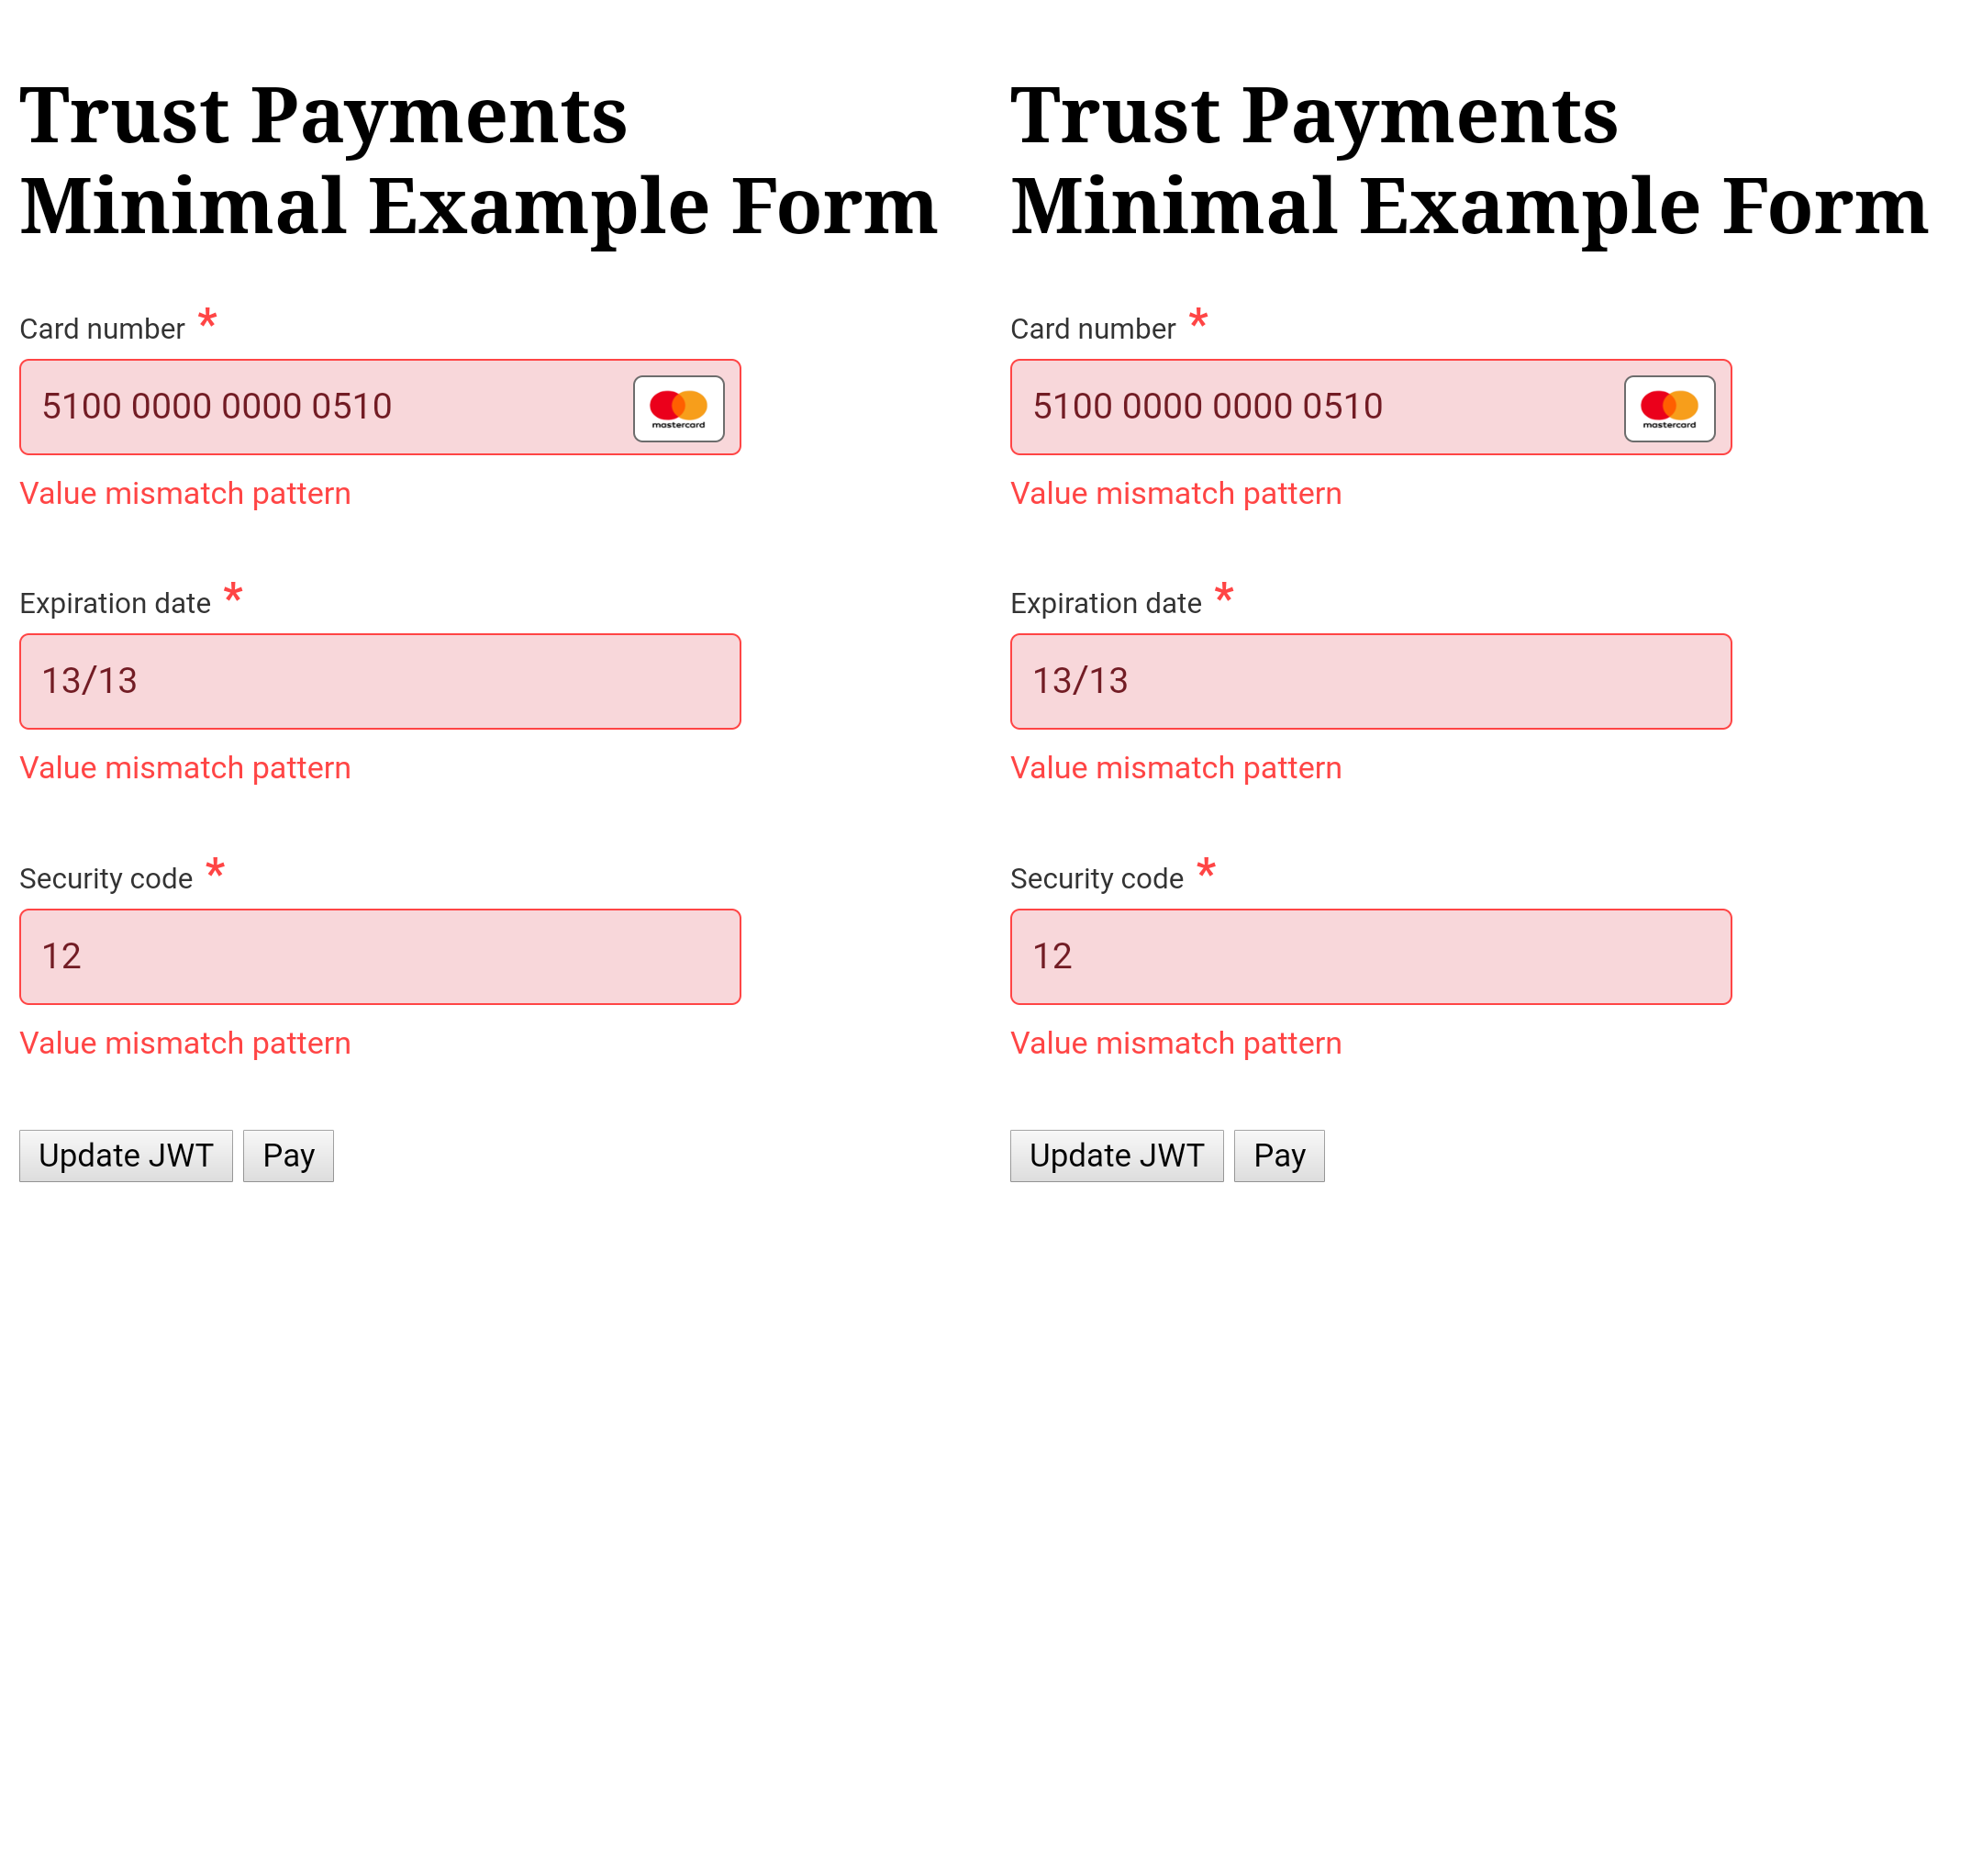 Trust Payments
Minimal Example Form
Card number *
5100 0000 0000 0510
mastercard
Value mismatch pattern
Expiration date *
13/13
Value mismatch pattern
Security code *
12
Value mismatch pattern
Update JWT Pay
Trust Payments
Minimal Example Form
Card number *
5100 0000 0000 0510
mastercard
Value mismatch pattern
Expiration date *
13/13
Value mismatch pattern
Security code *
12
Value mismatch pattern
Update JWT Pay